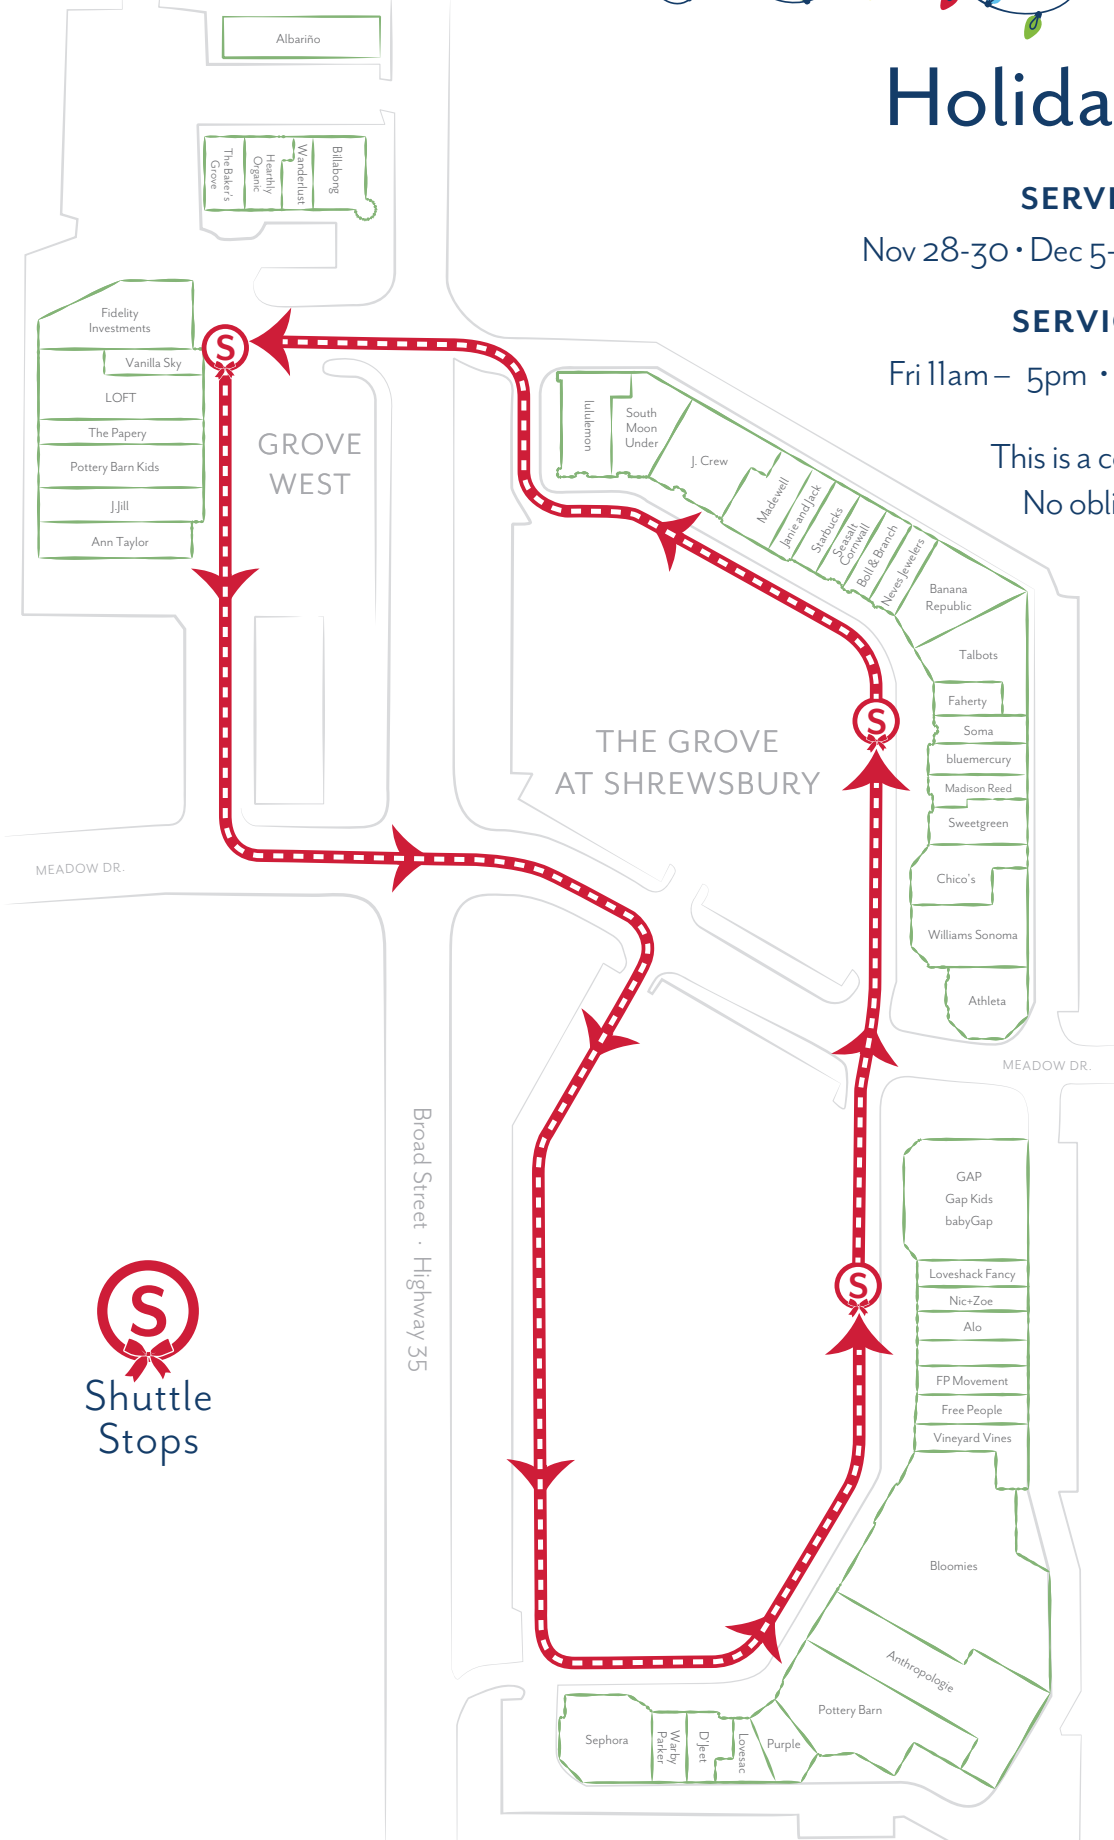 Albariño
Holida
The Baker's
Grove
Hearthly
Organic
Wanderlust
Billabong
SERVI
Nov 28-30 • Dec 5-
SERVIC
Fri 11am – 5pm •
This is a c
No obli
Fidelity
Investments
Vanilla Sky
LOFT
The Papery
Pottery Barn Kids
J.Jill
Ann Taylor
S
GROVE
WEST
lululemon
South
Moon
Under
J. Crew
Madewell
Janie and Jack
Starbucks
Seasalt
Cornwall
Boll & Branch
Neves Jewelers
Banana
Republic
Talbots
Faherty
Soma
bluemercury
Madison Reed
Sweetgreen
Chico's
Williams Sonoma
Athleta
S
THE GROVE
AT SHREWSBURY
MEADOW DR.
MEADOW DR.
Broad Street • Highway 35
GAP
Gap Kids
babyGap
Loveshack Fancy
Nic+Zoe
Alo
FP Movement
Free People
Vineyard Vines
S
S
Shuttle
Stops
Bloomies
Anthropologie
Pottery Barn
Purple
Lovesac
D'Jeet
Warby
Parker
Sephora